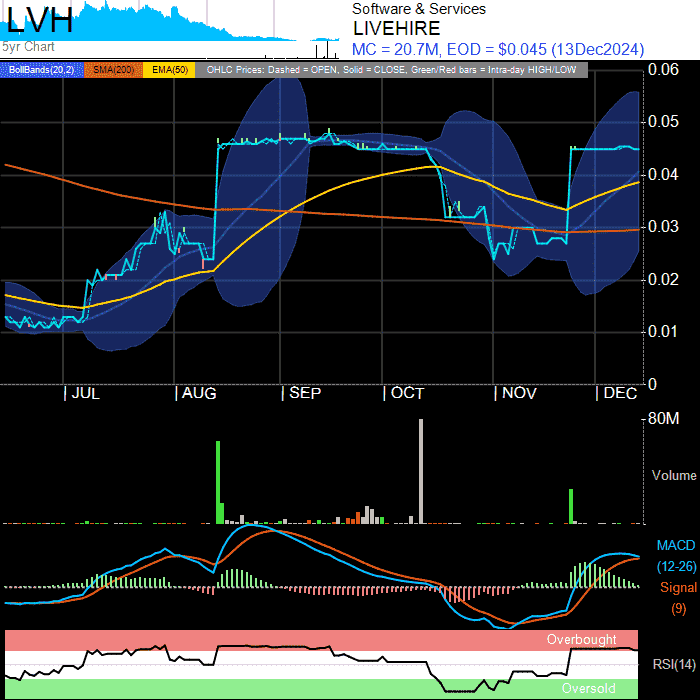 LVH
5yr Chart
Software & Services
LIVEHIRE
MC = 20.7M, EOD = $0.045 (13Dec2024)
BollBands(20,2) SMA(200) EMA(50) OHLC Prices: Dashed = OPEN, Solid = CLOSE, Green/Red bars = Intra-day HIGH/LOW
0.06
0.05
0.04
0.03
0.02
0.01
0
JUL AUG SEP OCT NOV DEC
80M
Volume
MACD
(12-26)
Signal
(9)
Overbought
RSI(14)
Oversold